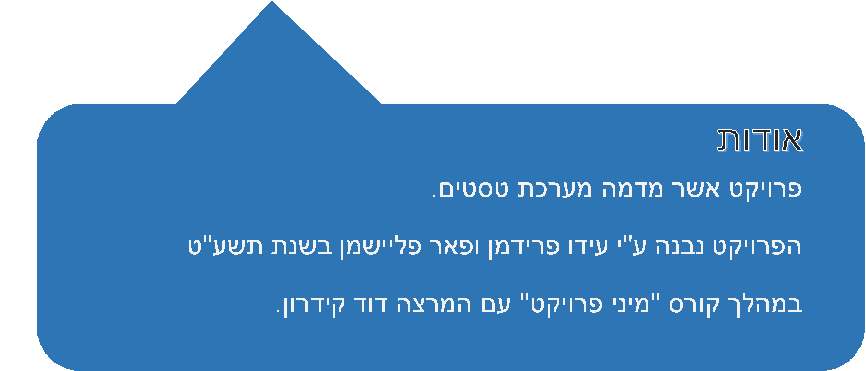 אודות
פרויקט אשר מדמה מערכת טסטים.
הפרויקט נבנה ע"י עידו פרידמן ופאר פליישמן בשנת תשע"ט
במהלך קורס "מיני פרויקט" עם המרצה דוד קידרון.